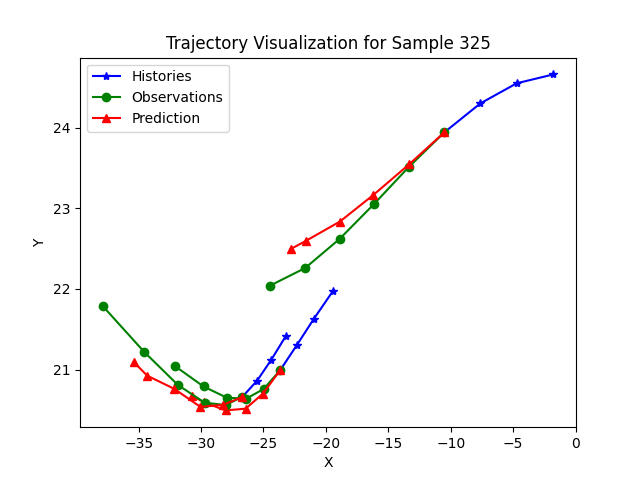 Trajectory Visualization for Sample 325
Histories
Observations
Prediction
Y
24
23
22
21
−35 −30 −25 −20 −15 −10 −5 0
X